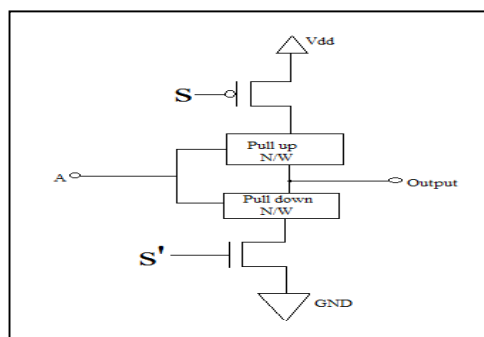 Vdd
S
Pull up
N/W
A
Output
Pull down
N/W
S'
GND